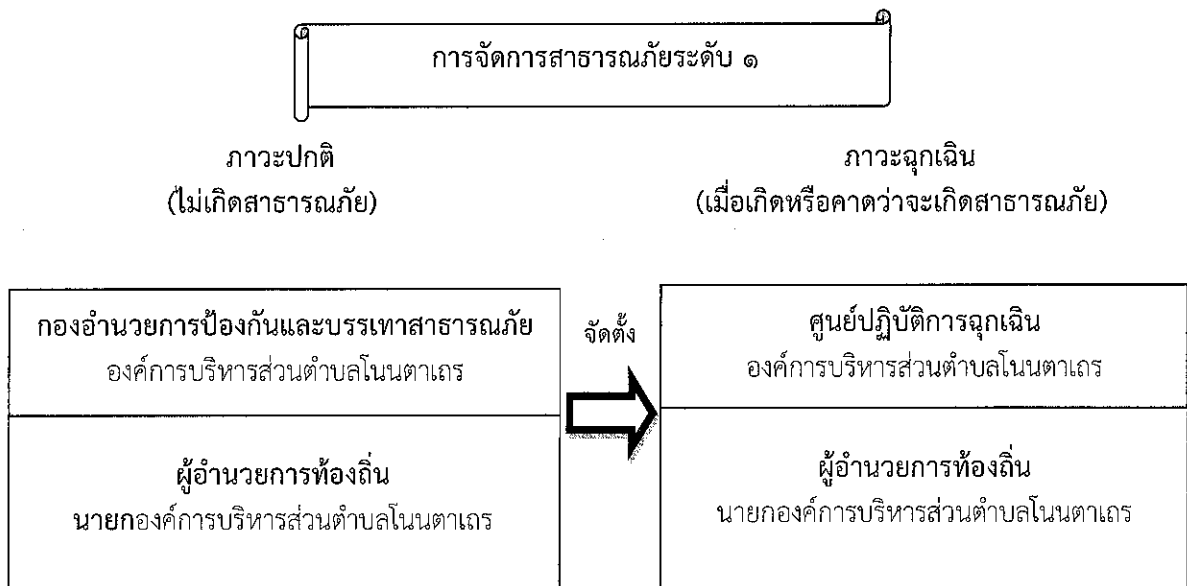 การจัดการสาธารณภัยระดับ ๑
ภาวะปกติ
(ไม่เกิดสาธารณภัย)
ภาวะฉุกเฉิน
(เมื่อเกิดหรือคาดว่าจะเกิดสาธารณภัย)
กองอำนวยการป้องกันและบรรเทาสาธารณภัย
องค์การบริหารส่วนตำบลโนนตาเถร
ผู้อำนวยการท้องถิ่น
นายกองค์การบริหารส่วนตำบลโนนตาเถร
จัดตั้ง
ศูนย์ปฏิบัติการฉุกเฉิน
องค์การบริหารส่วนตำบลโนนตาเถร
ผู้อำนวยการท้องถิ่น
นายกองค์การบริหารส่วนตำบลโนนตาเถร